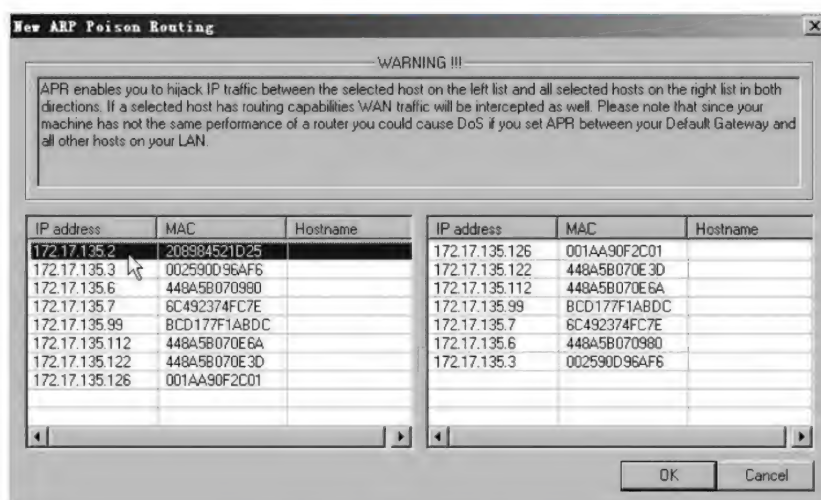 New ARP Poison Routing
WARNING !!!
APR enables you to hijack IP traffic between the selected host on the left list and all selected hosts on the right list in both
directions. If a selected host has routing capabilities WAN traffic will be intercepted as well. Please note that since your
machine has not the same performance of a router you could cause DoS if you set APR between your Default Gateway and
all other hosts on your LAN.
IP address MAC Hostname
172.17.135.2 208984521D25
172.17.135.3 002590D96AF6
172.17.135.6 448A5B070980
172.17.135.7 6C492374FC7E
172.17.135.99 BCD177F1ABDC
172.17.135.112 448A5B070E6A
172.17.135.122 448A5B070E3D
172.17.135.126 001AA90F2C01
IP address MAC Hostname
172.17.135.126 001AA90F2C01
172.17.135.122 448A5B070E3D
172.17.135.112 448A5B070E6A
172.17.135.99 BCD177F1ABDC
172.17.135.7 6C492374FC7E
172.17.135.6 448A5B070980
172.17.135.3 002590D96AF6
OK Cancel